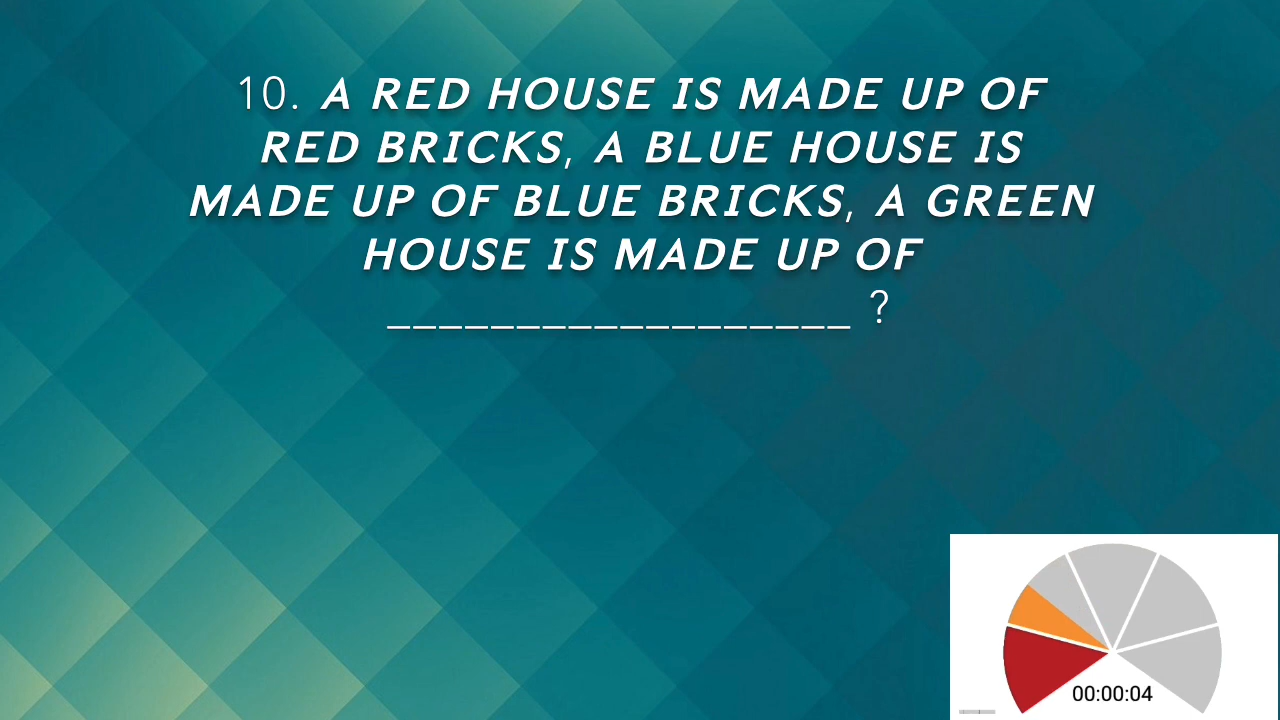 10. A RED HOUSE IS MADE UP OF
RED BRICKS, A BLUE HOUSE IS
MADE UP OF BLUE BRICKS, A GREEN
HOUSE IS MADE UP OF
__________________ ?
00:00:04